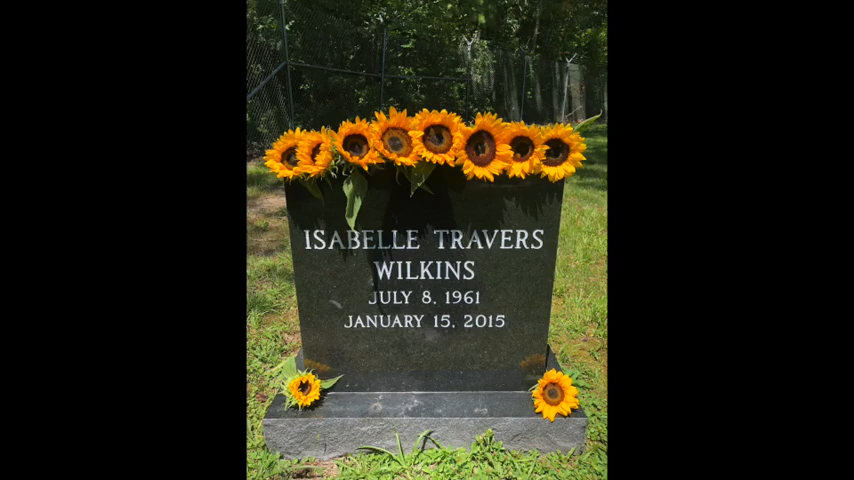 ISABELLE TRAVERS
WILKINS
JULY 8, 1961
JANUARY 15, 2015